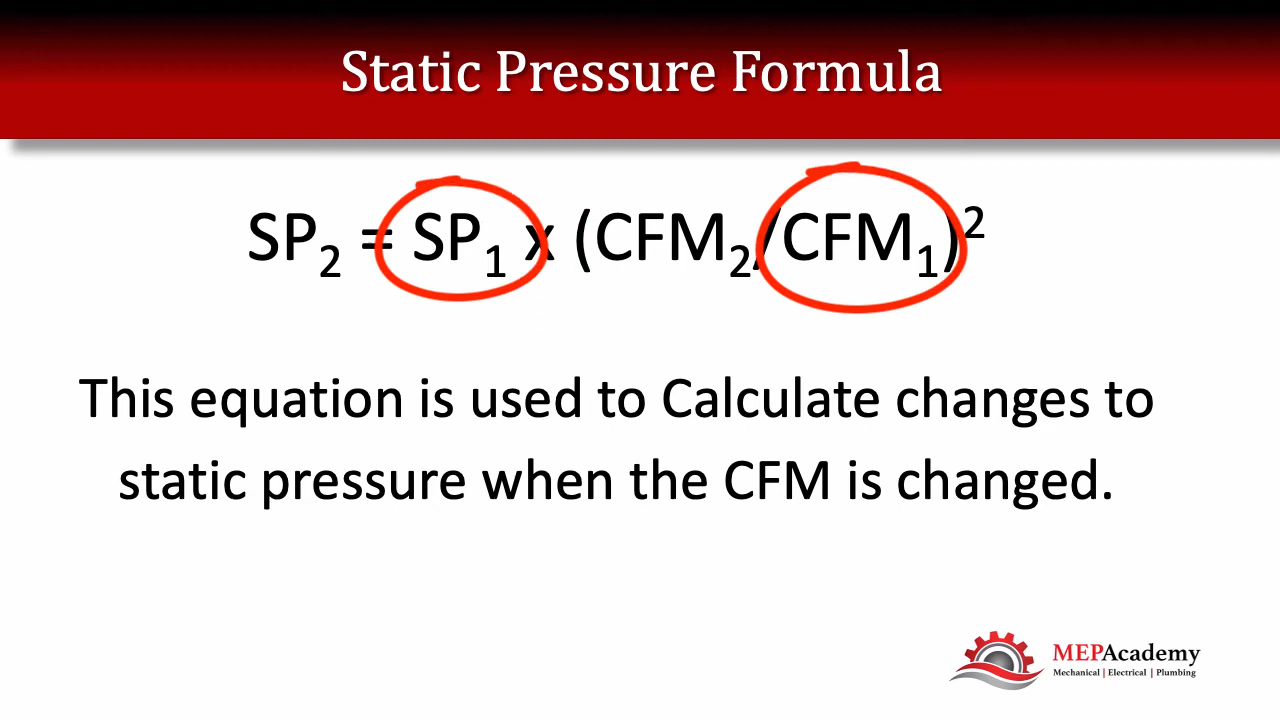 Static Pressure Formula
SP₂ = SP₁ x (CFM₂/CFM₁)²
This equation is used to Calculate changes to
static pressure when the CFM is changed.
MEPAcademy
Mechanical | Electrical | Plumbing